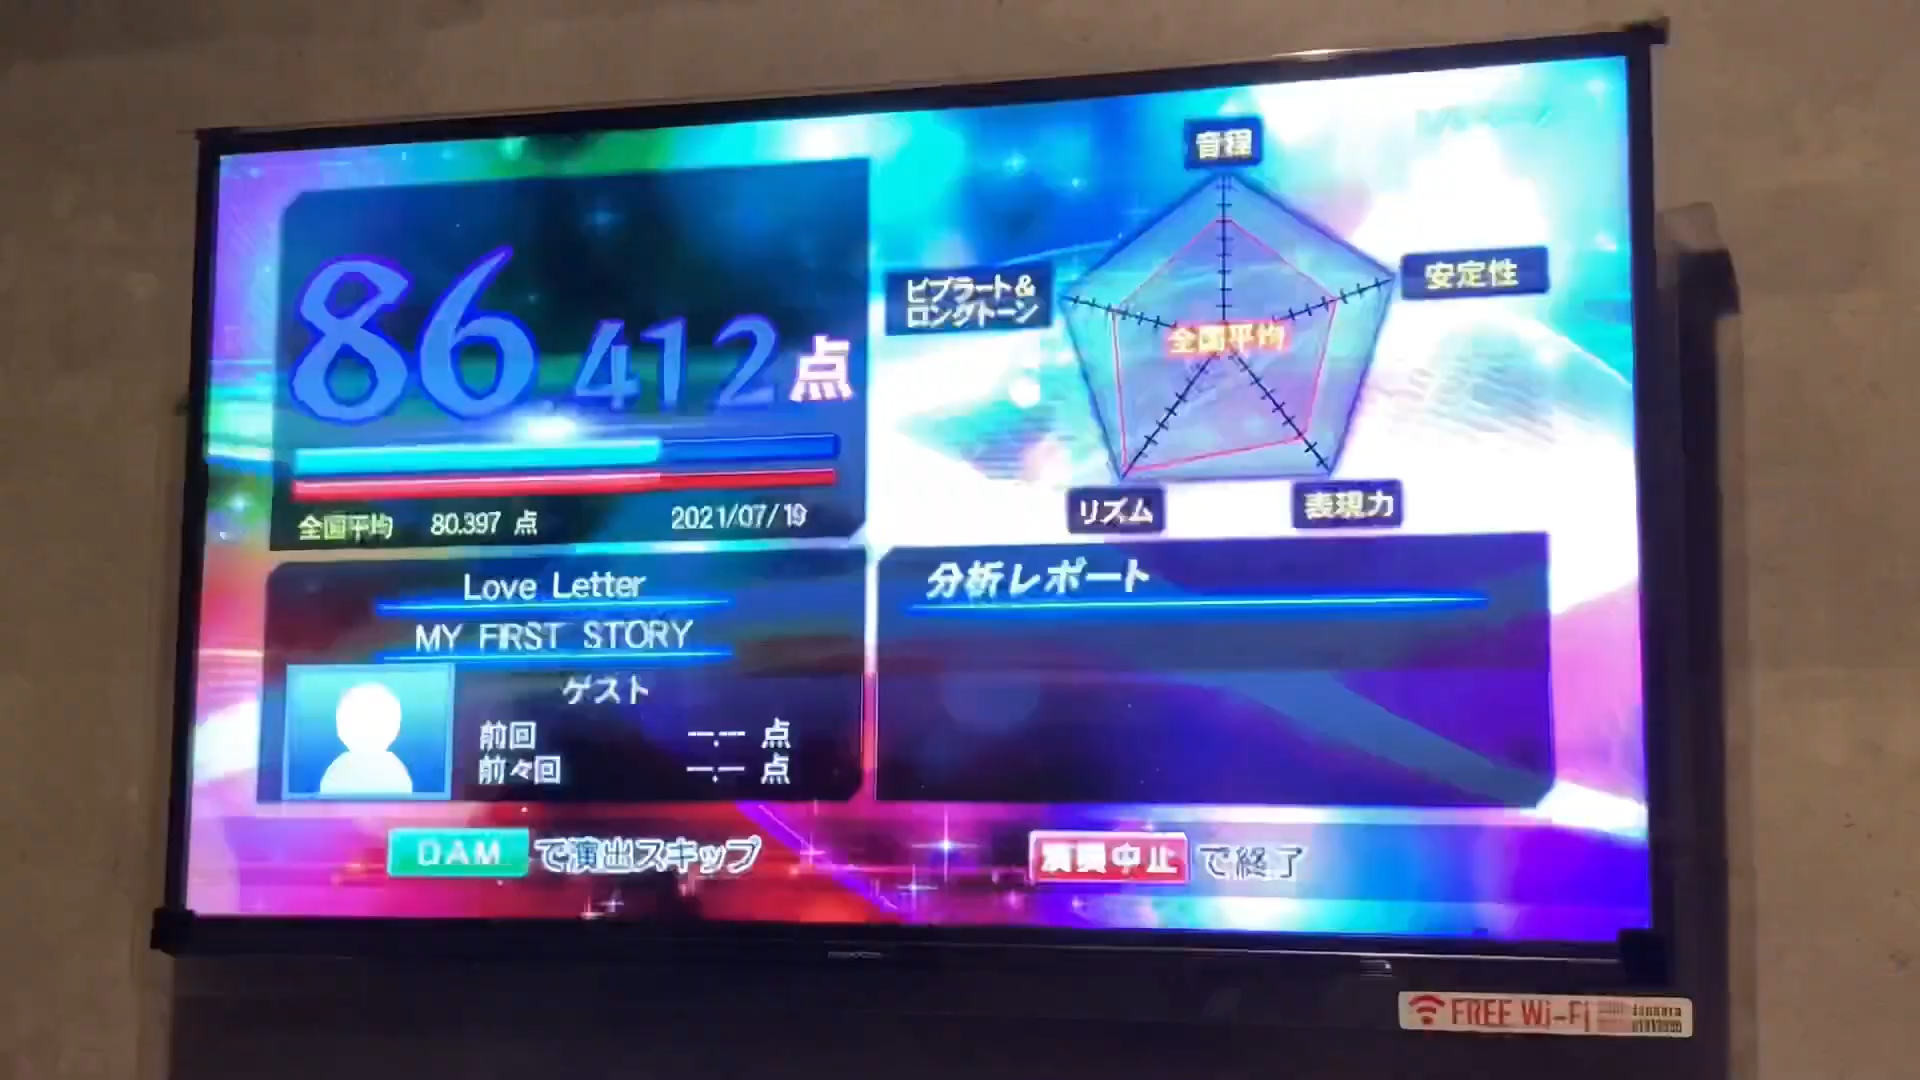 86.412点
全国平均 80.397 点 2021/07/19
Love Letter
MY FIRST STORY
ゲスト
前回 --.-- 点
前々回 --.-- 点
音程
安定性
表現力
リズム
ビブラート&
ロングトーン
全国平均
分析レポート
DAM で演出スキップ
演奏中止 で終了
FREE Wi-Fi